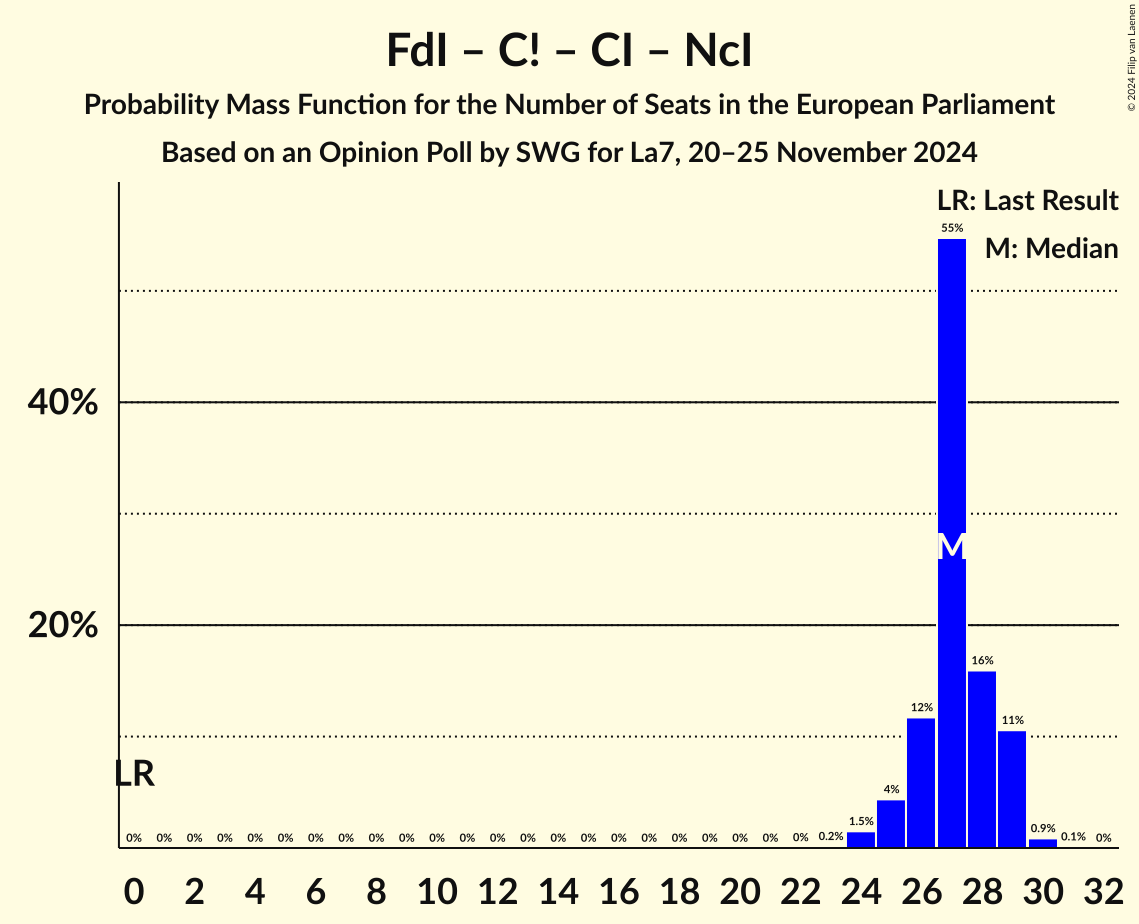 FdI – C! – CI – NcI
Probability Mass Function for the Number of Seats in the European Parliament
Based on an Opinion Poll by SWG for La7, 20–25 November 2024
© 2024 Filip van Laenen
LR: Last Result
M: Median
55%
40%
M
20%
16%
12%
11%
LR
4%
1.5%
0.9%
0% 0% 0% 0% 0% 0% 0% 0% 0% 0% 0% 0% 0% 0% 0% 0% 0% 0% 0% 0% 0% 0% 0% 0.2% 0.1% 0%
0 2 4 6 8 10 12 14 16 18 20 22 24 26 28 30 32